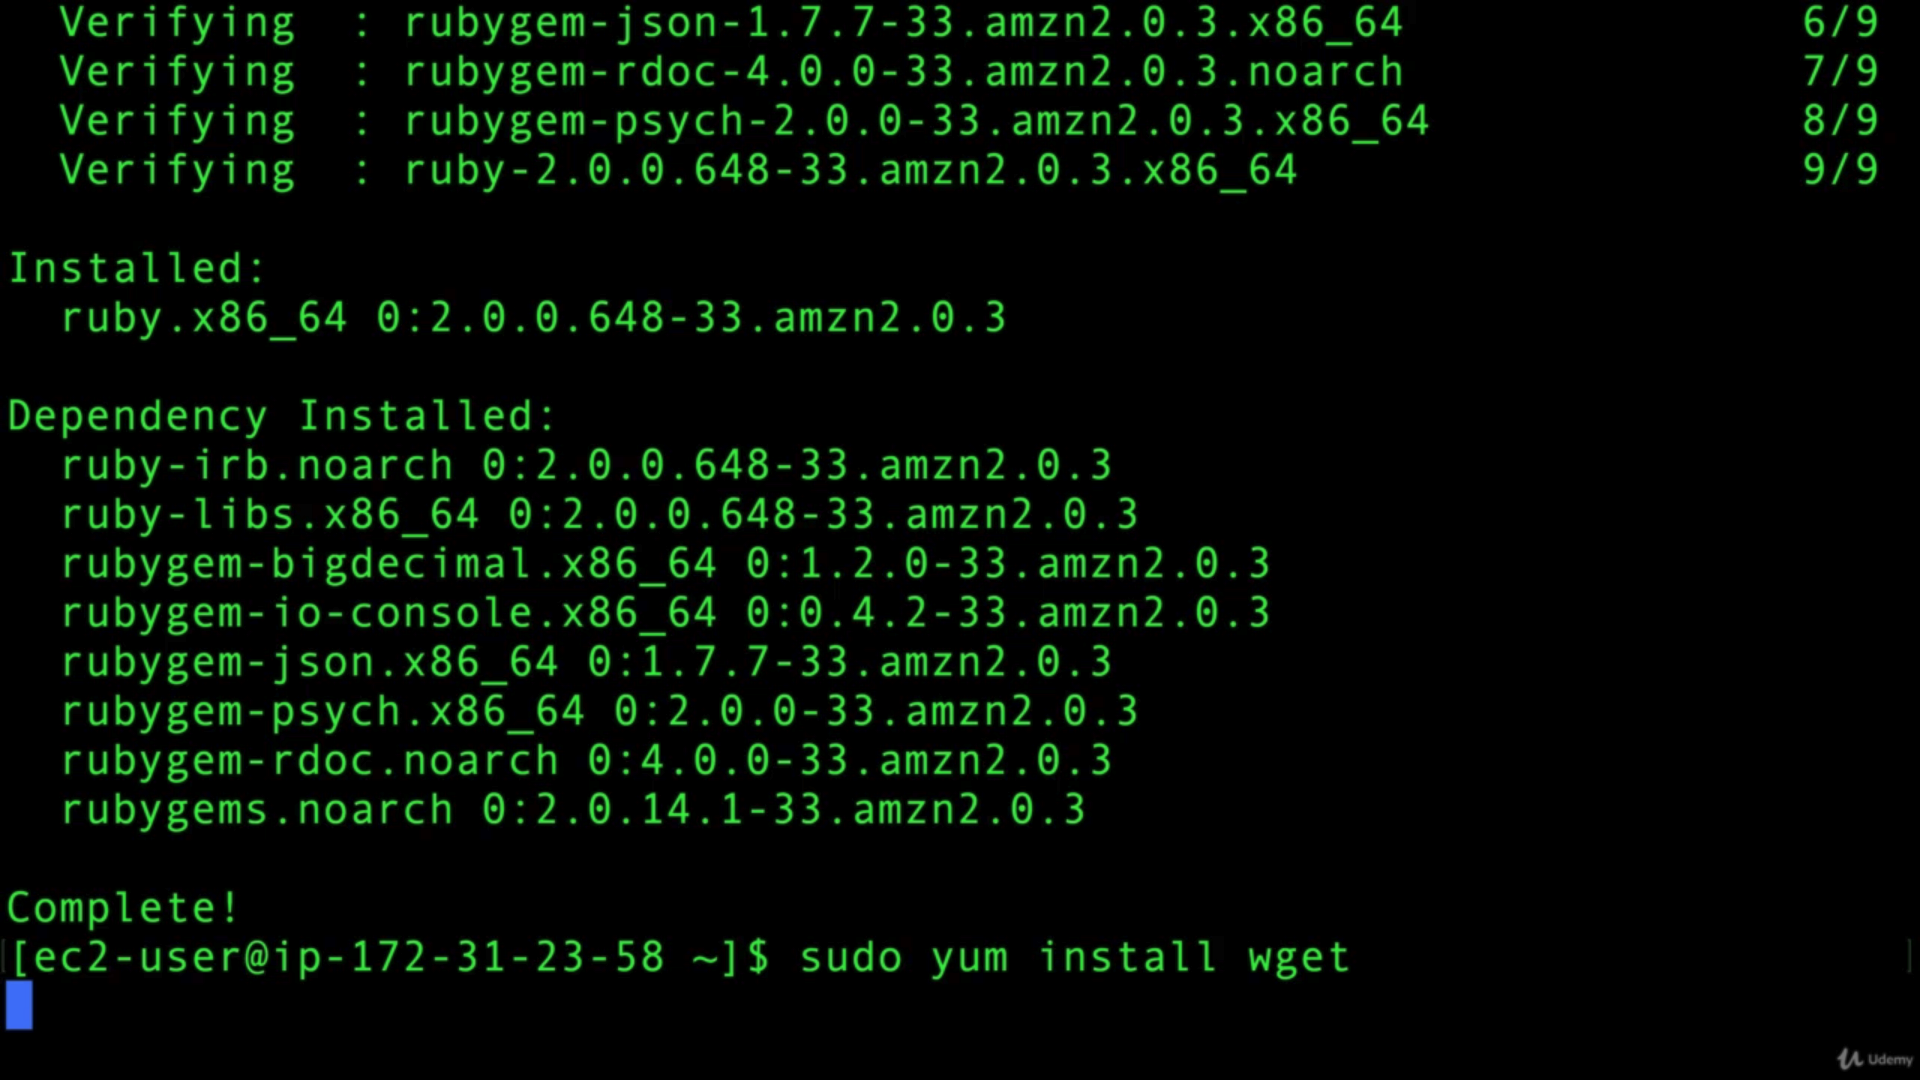 Verifying : rubygem-json-1.7.7-33.amzn2.0.3.x86_64 6/9
Verifying : rubygem-rdoc-4.0.0-33.amzn2.0.3.noarch 7/9
Verifying : rubygem-psych-2.0.0-33.amzn2.0.3.x86_64 8/9
Verifying : ruby-2.0.0.648-33.amzn2.0.3.x86_64 9/9
Installed:
ruby.x86_64 0:2.0.0.648-33.amzn2.0.3
Dependency Installed:
ruby-irb.noarch 0:2.0.0.648-33.amzn2.0.3
ruby-libs.x86_64 0:2.0.0.648-33.amzn2.0.3
rubygem-bigdecimal.x86_64 0:1.2.0-33.amzn2.0.3
rubygem-io-console.x86_64 0:0.4.2-33.amzn2.0.3
rubygem-json.x86_64 0:1.7.7-33.amzn2.0.3
rubygem-psych.x86_64 0:2.0.0-33.amzn2.0.3
rubygem-rdoc.noarch 0:4.0.0-33.amzn2.0.3
rubygems.noarch 0:2.0.14.1-33.amzn2.0.3
Complete!
[ec2-user@ip-172-31-23-58 ~]$ sudo yum install wget
Udemy